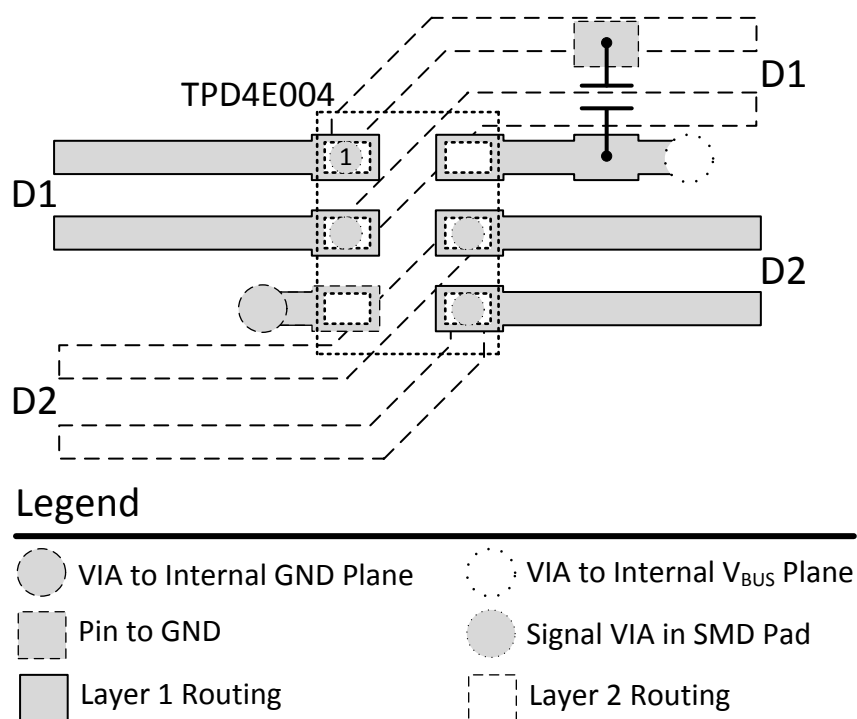 D1
TPD4E004
1
D1
D2
D2
Legend
VIA to Internal GND Plane
VIA to Internal VBUS Plane
Pin to GND
Signal VIA in SMD Pad
Layer 1 Routing
Layer 2 Routing